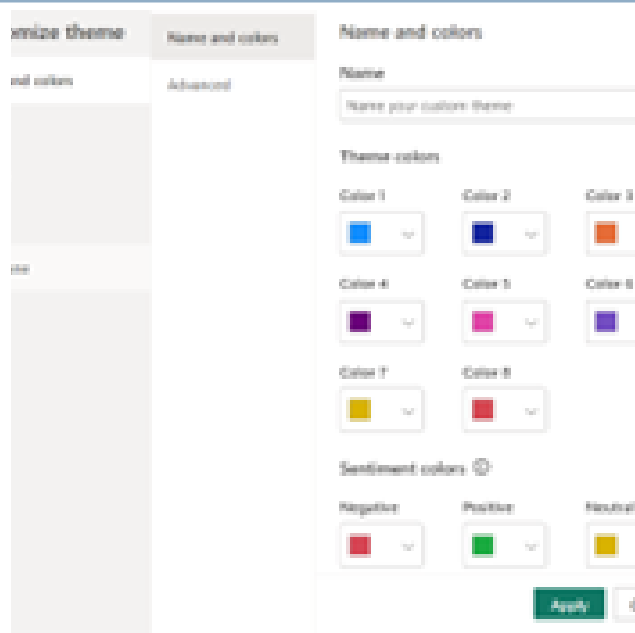 omize theme
nd colors
me
Name and colors
Advanced
Name and colors
Name
Name your custom theme
Theme colors
Color 1 Color 2 Color 3
Color 4 Color 5 Color 6
Color 7 Color 8
Sentiment colors
Negative Positive Neutral
Apply